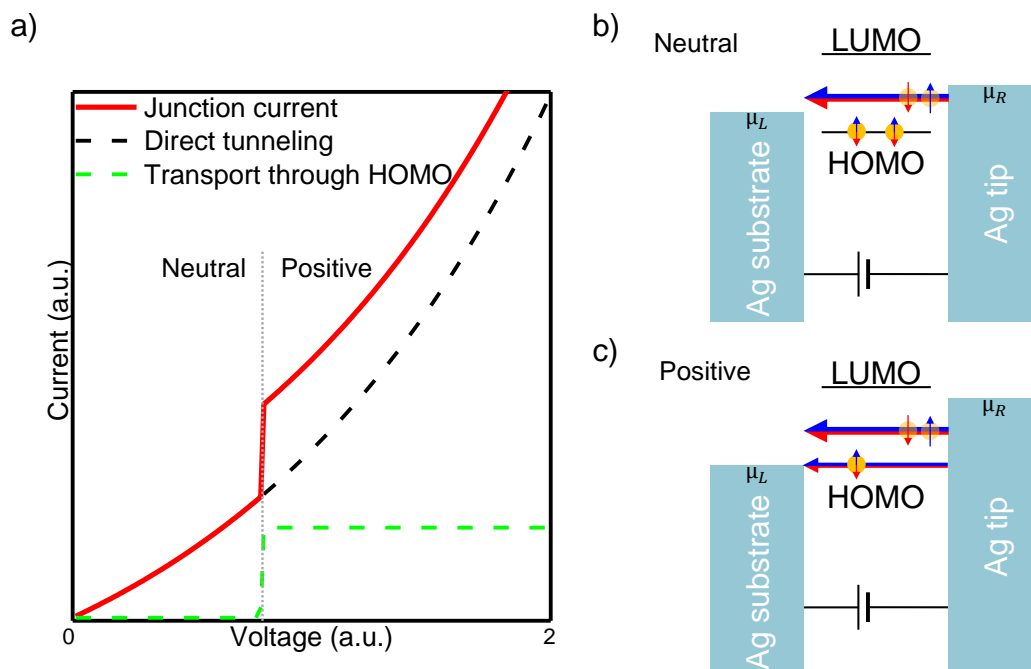 a)
Junction current
Direct tunneling
Transport through HOMO
Neutral
Positive
Current (a.u.)
0
Voltage (a.u.)
2
b)
Neutral
LUMO
μL
μR
HOMO
Ag substrate
Ag tip
c)
Positive
LUMO
μR
μL
HOMO
Ag substrate
Ag tip